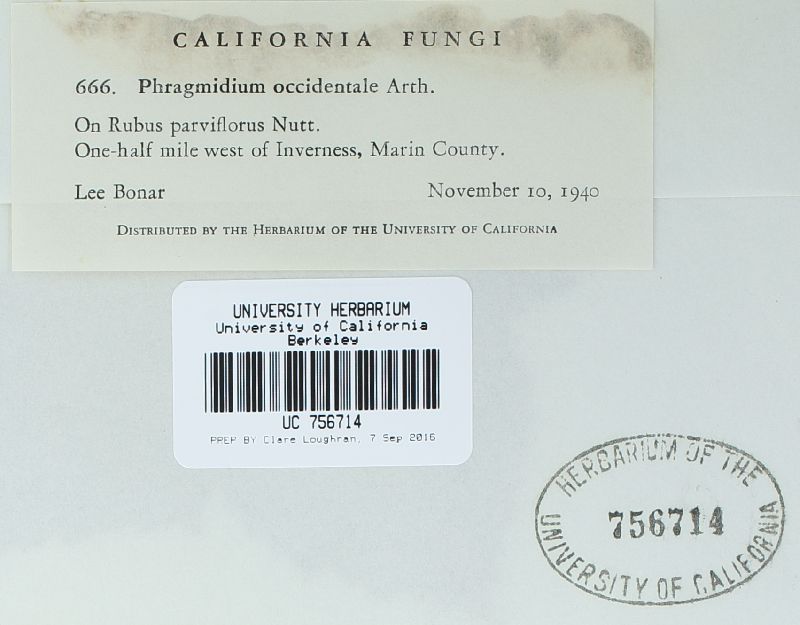 CALIFORNIA FUNGI
666. Phragmidium occidentale Arth.
On Rubus parviflorus Nutt.
One-half mile west of Inverness, Marin County.
Lee Bonar November 10, 1940
DISTRIBUTED BY THE HERBARIUM OF THE UNIVERSITY OF CALIFORNIA
UNIVERSITY HERBARIUM
University of California
Berkeley
UC 756714
PREP BY Clare Loughran, 7 Sep 2016
HERBARIUM OF THE
756714
UNIVERSITY OF CALIFORNIA